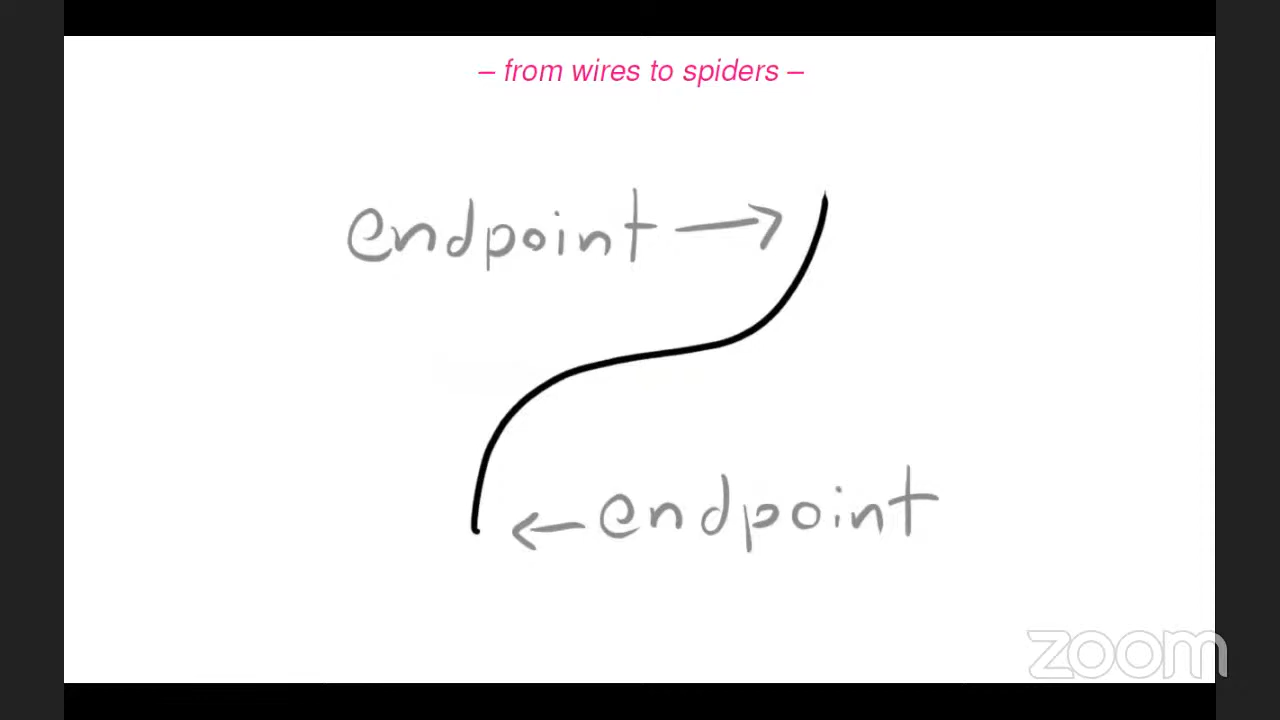 – from wires to spiders –
endpoint →
← endpoint
zoom